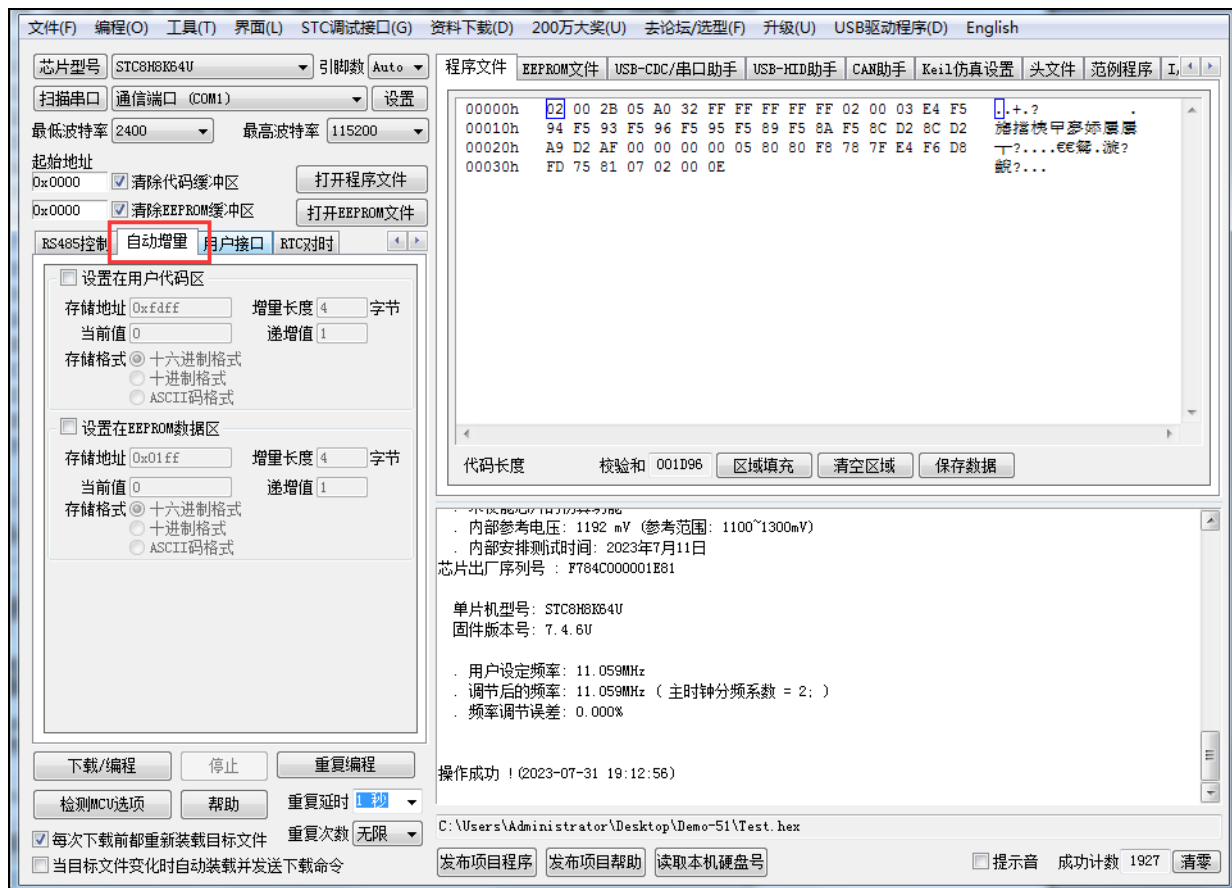 文件(F) 编程(O) 工具(T) 界面(L) STC调试接口(G) 资料下载(D) 200万大奖(U) 去论坛/选型(F) 升级(U) USB驱动程序(D) English
芯片型号 STC8H8K64U 引脚数 Auto
扫描串口 通信端口 (COM1) 设置
最低波特率 2400 最高波特率 115200
起始地址
0x0000 清除代码缓冲区 打开程序文件
0x0000 清除EEPROM缓冲区 打开EEPROM文件
RS485控制 自动增量 用户接口 RTC对时
设置在用户代码区
存储地址 0xfdff 增量长度 4 字节
当前值 0 递增值 1
存储格式 十六进制格式
十进制格式
ASCII码格式
设置在EEPROM数据区
存储地址 0x01ff 增量长度 4 字节
当前值 0 递增值 1
存储格式 十六进制格式
十进制格式
ASCII码格式
下载/编程 停止 重复编程
检测MCU选项 帮助 重复延时 1 秒
每次下载前都重新装载目标文件 重复次数 无限
当目标文件变化时自动装载并发送下载命令
程序文件 EEPROM文件 USB-CDC/串口助手 USB-HID助手 CAN助手 Keil仿真设置 头文件 范例程序
00000h 02 00 2B 05 A0 32 FF FF FF FF FF 02 00 03 E4 F5 ..+.? .
00010h 94 F5 93 F5 96 F5 95 F5 89 F5 8A F5 8C D2 8C D2
00020h A9 D2 AF 00 00 00 00 05 80 80 F8 78 7F E4 F6 D8
00030h FD 75 81 07 02 00 0E
代码长度 校验和 001D96 区域填充 清空区域 保存数据
. 内部参考电压: 1192 mV (参考范围: 1100~1300mV)
. 内部安排测试时间: 2023年7月11日
芯片出厂序列号 : F784C000001E81
单片机型号: STC8H8K64U
固件版本号: 7.4.6U
. 用户设定频率: 11.059MHz
. 调节后的频率: 11.059MHz ( 主时钟分频系数 = 2; )
. 频率调节误差: 0.000%
操作成功 !(2023-07-31 19:12:56)
C:\Users\Administrator\Desktop\Demo-51\Test.hex
发布项目程序 发布项目帮助 读取本机硬盘号 提示音 成功计数 1927 清零